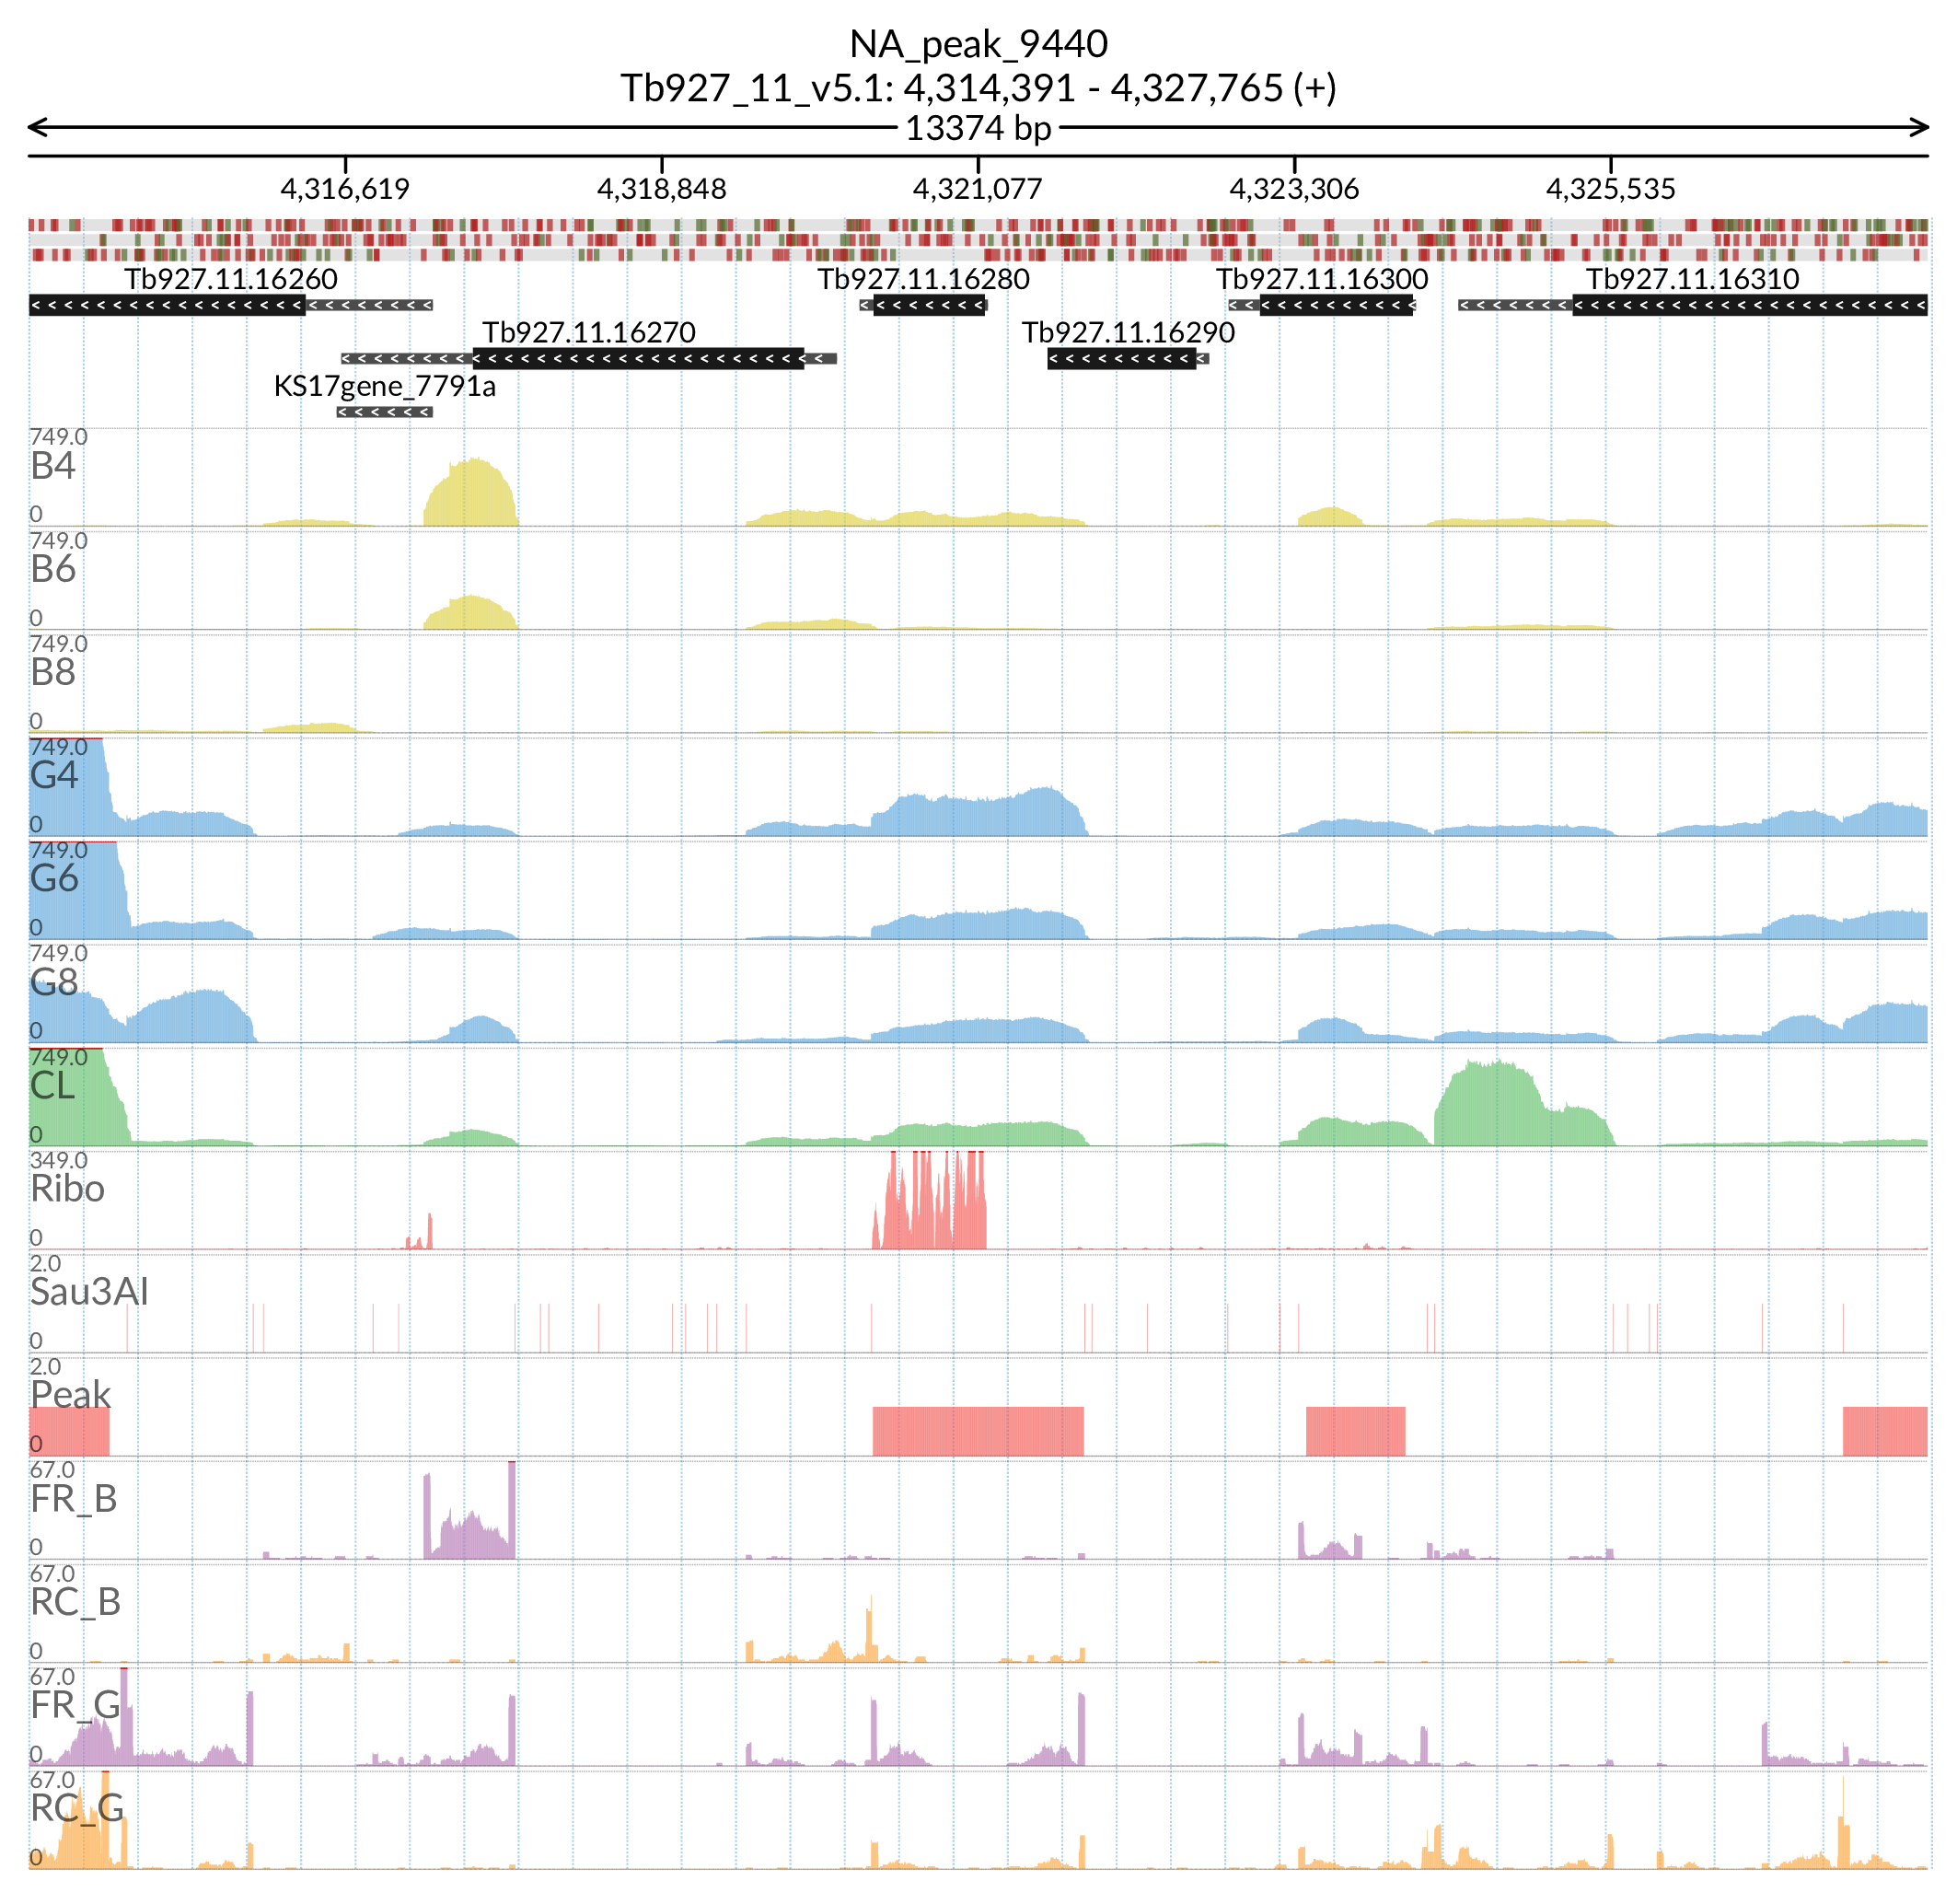 NA_peak_9440
Tb927_11_v5.1: 4,314,391 - 4,327,765 (+)
13374 bp
4,316,619 4,318,848 4,321,077 4,323,306 4,325,535
Tb927.11.16260 Tb927.11.16280 Tb927.11.16300 Tb927.11.16310
Tb927.11.16270 Tb927.11.16290
KS17gene_7791a
749.0
B4
0
749.0
B6
0
749.0
B8
0
749.0
G4
0
749.0
G6
0
749.0
G8
0
749.0
CL
0
349.0
Ribo
0
2.0
Sau3AI
0
2.0
Peak
0
67.0
FR_B
0
67.0
RC_B
0
67.0
FR_G
0
67.0
RC_G
0